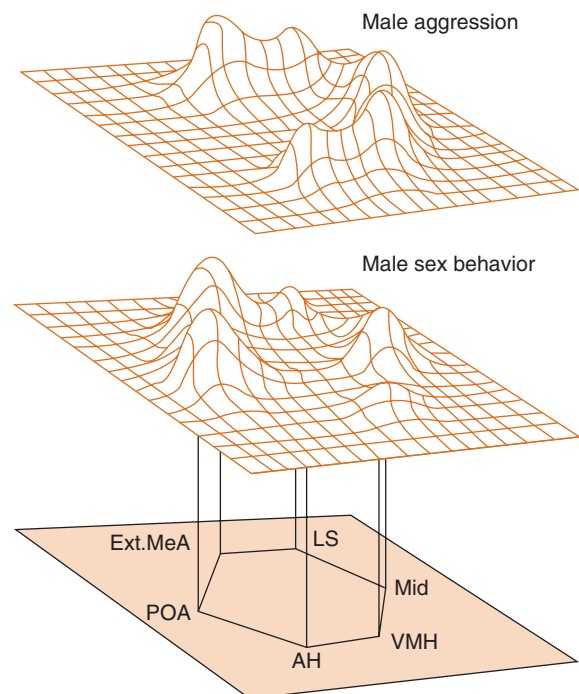 Male aggression
Male sex behavior
Ext.MeA
LS
Mid
POA
VMH
AH